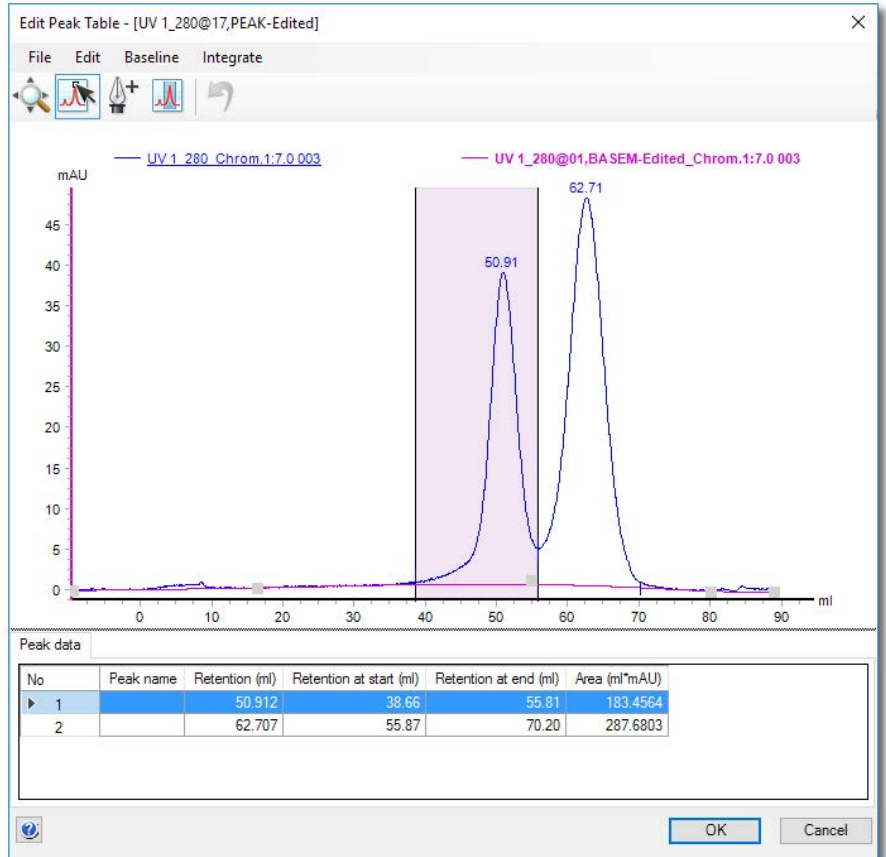 Edit Peak Table - [UV 1_280@17,PEAK-Edited]
File Edit Baseline Integrate
UV 1_280_Chrom.1:7.0 003 UV 1_280@01,BASEM-Edited_Chrom.1:7.0 003
mAU
62.71
50.91
45
40
35
30
25
20
15
10
5
0
0 10 20 30 40 50 60 70 80 90 ml
Peak data
No Peak name Retention (ml) Retention at start (ml) Retention at end (ml) Area (ml*mAU)
1 50.912 38.66 55.81 183.4564
2 62.707 55.87 70.20 287.6803
OK Cancel